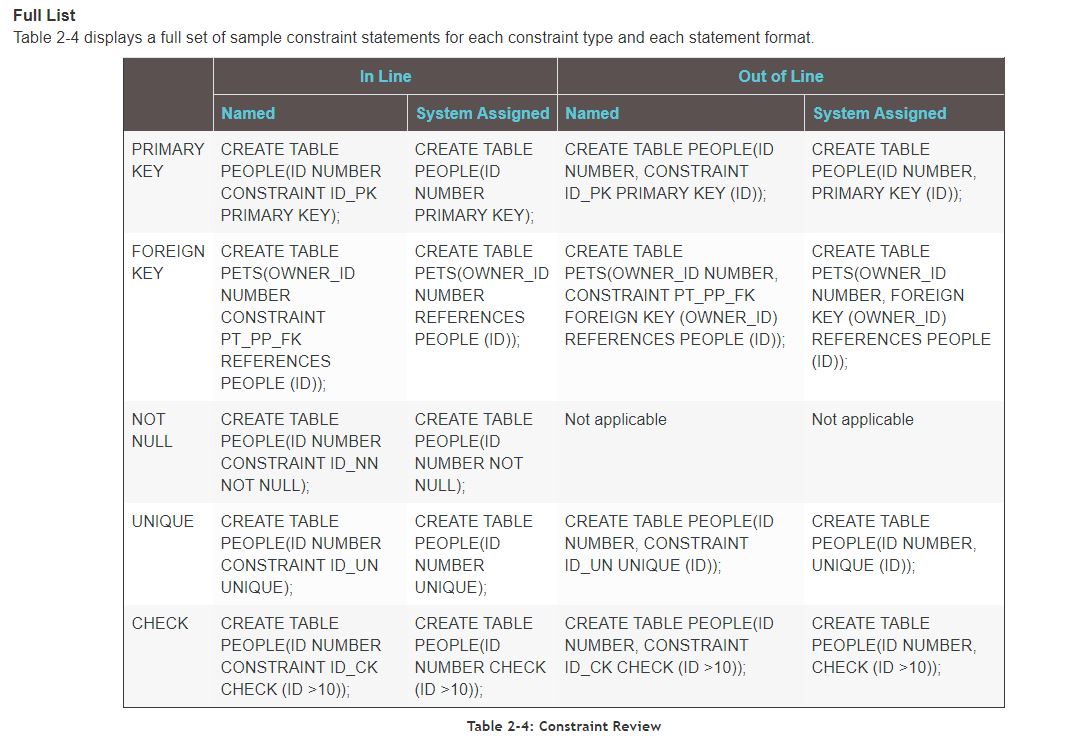 Full List
Table 2-4 displays a full set of sample constraint statements for each constraint type and each statement format.
In Line
Out of Line
Named
System Assigned
Named
System Assigned
PRIMARY
KEY
CREATE TABLE
PEOPLE(ID NUMBER
CONSTRAINT ID_PK
PRIMARY KEY);
CREATE TABLE
PEOPLE(ID
NUMBER
PRIMARY KEY);
CREATE TABLE PEOPLE(ID
NUMBER, CONSTRAINT
ID_PK PRIMARY KEY (ID));
CREATE TABLE
PEOPLE(ID NUMBER,
PRIMARY KEY (ID));
FOREIGN
KEY
CREATE TABLE
PETS(OWNER_ID
NUMBER
CONSTRAINT
PT_PP_FK
REFERENCES
PEOPLE (ID));
CREATE TABLE
PETS(OWNER_ID
NUMBER
REFERENCES
PEOPLE (ID));
CREATE TABLE
PETS(OWNER_ID NUMBER,
CONSTRAINT PT_PP_FK
FOREIGN KEY (OWNER_ID)
REFERENCES PEOPLE (ID));
CREATE TABLE
PETS(OWNER_ID
NUMBER, FOREIGN
KEY (OWNER_ID)
REFERENCES PEOPLE
(ID));
NOT
NULL
CREATE TABLE
PEOPLE(ID NUMBER
CONSTRAINT ID_NN
NOT NULL);
CREATE TABLE
PEOPLE(ID
NUMBER NOT
NULL);
Not applicable
Not applicable
UNIQUE
CREATE TABLE
PEOPLE(ID NUMBER
CONSTRAINT ID_UN
UNIQUE);
CREATE TABLE
PEOPLE(ID
NUMBER
UNIQUE);
CREATE TABLE PEOPLE(ID
NUMBER, CONSTRAINT
ID_UN UNIQUE (ID));
CREATE TABLE
PEOPLE(ID NUMBER,
UNIQUE (ID));
CHECK
CREATE TABLE
PEOPLE(ID NUMBER
CONSTRAINT ID_CK
CHECK (ID >10));
CREATE TABLE
PEOPLE(ID
NUMBER CHECK
(ID >10));
CREATE TABLE PEOPLE(ID
NUMBER, CONSTRAINT
ID_CK CHECK (ID >10));
CREATE TABLE
PEOPLE(ID NUMBER,
CHECK (ID >10));
Table 2-4: Constraint Review